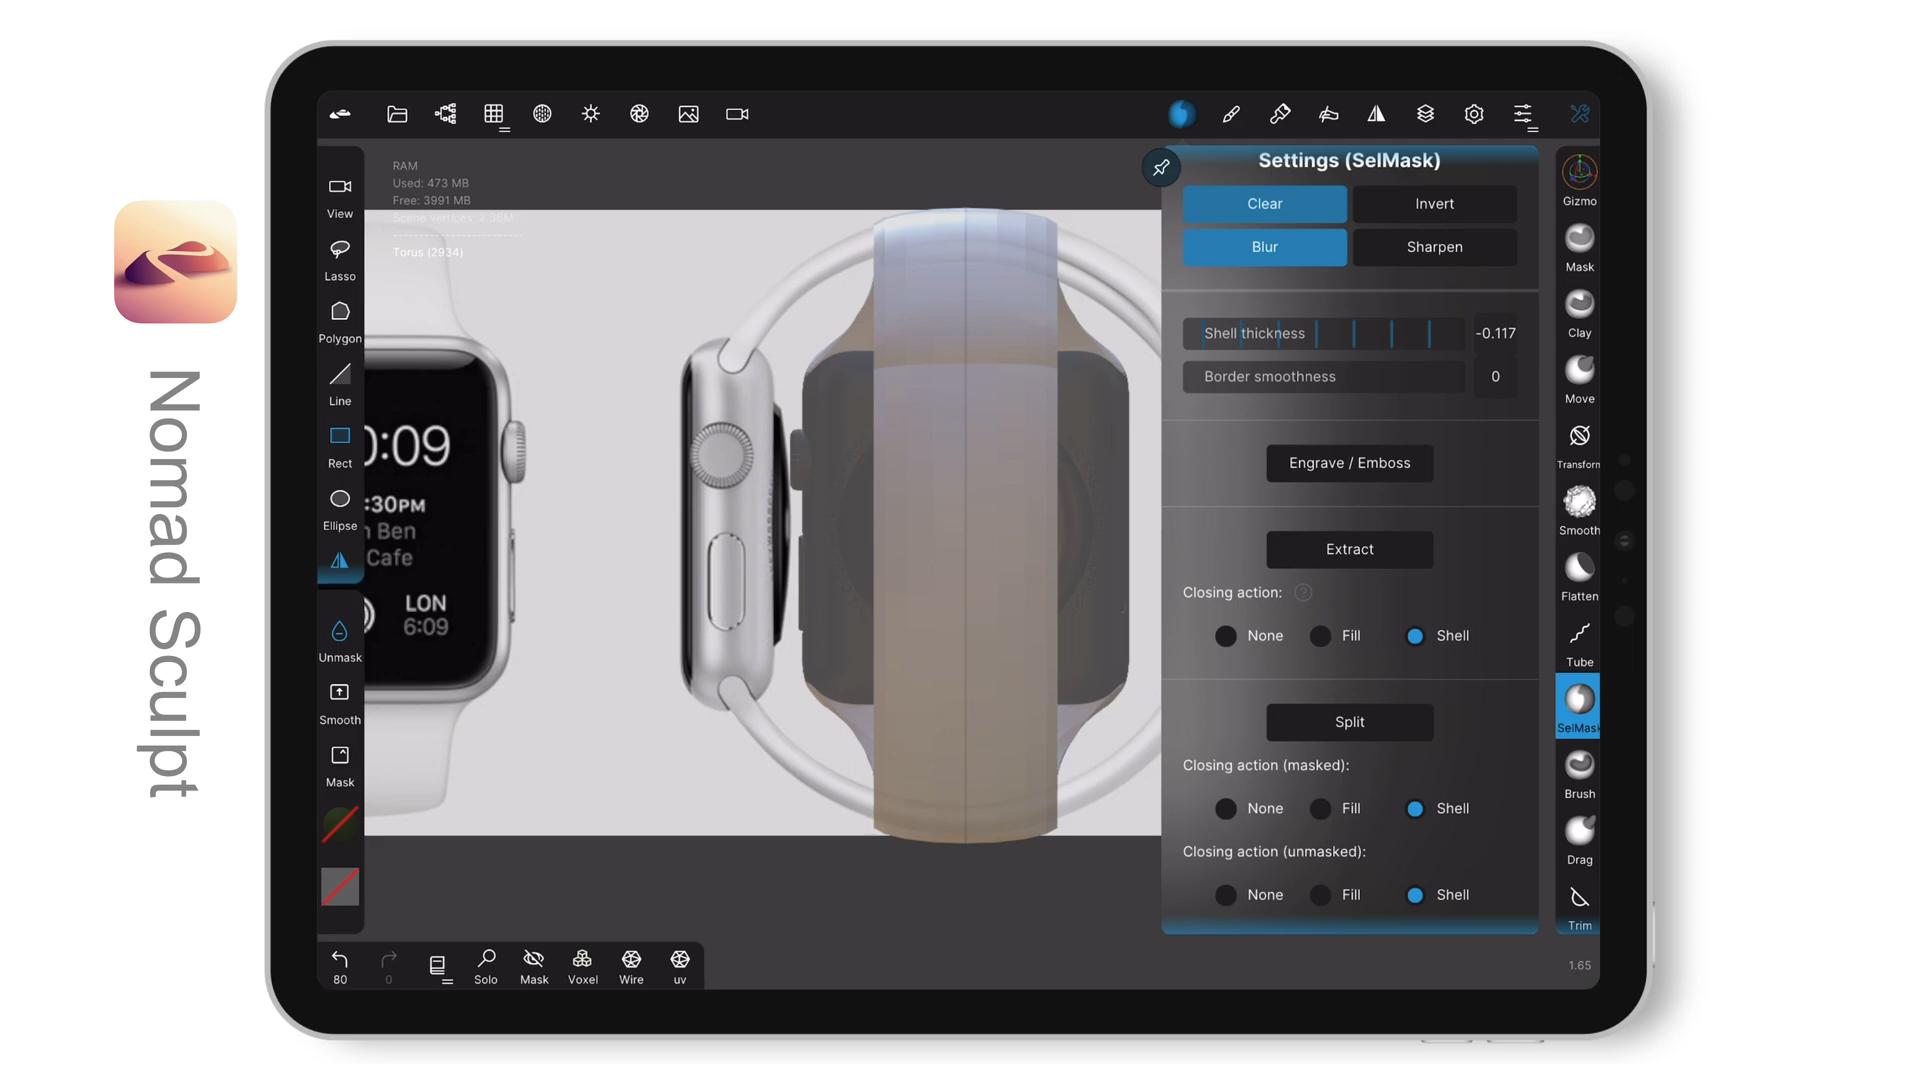 Nomad Sculpt
RAM
Used: 473 MB
Free: 3991 MB
Scene vertices: 2.38M
Torus (2934)
View
Lasso
Polygon
Line
Rect
Ellipse
Unmask
Smooth
Mask
0:09
:30PM
Ben
Cafe
LON
6:09
Settings (SelMask)
Clear
Invert
Blur
Sharpen
Shell thickness
-0.117
Border smoothness
0
Engrave / Emboss
Extract
Closing action: ?
None Fill Shell
Split
Closing action (masked):
None Fill Shell
Closing action (unmasked):
None Fill Shell
Gizmo
Mask
Clay
Move
Transform
Smooth
Flatten
Tube
SelMask
Brush
Drag
Trim
80
0
Solo
Mask
Voxel
Wire
uv
1.65